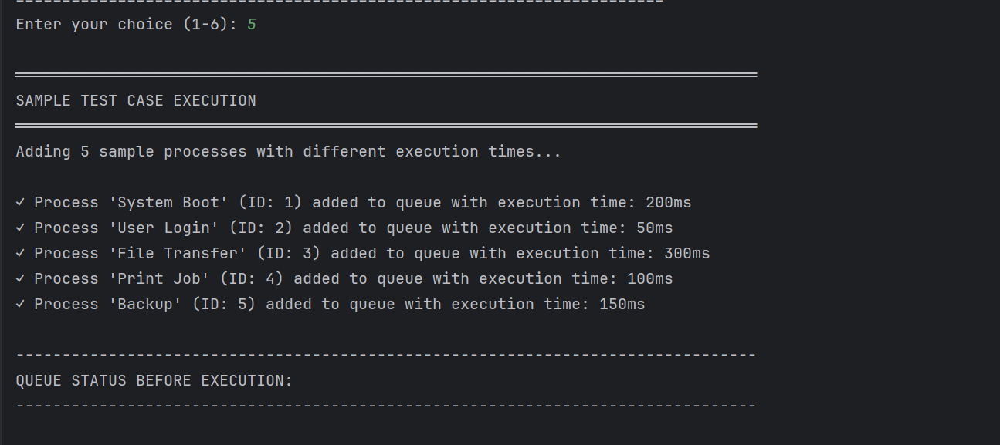 Enter your choice (1-6): 5
SAMPLE TEST CASE EXECUTION
Adding 5 sample processes with different execution times...
✓ Process 'System Boot' (ID: 1) added to queue with execution time: 200ms
✓ Process 'User Login' (ID: 2) added to queue with execution time: 50ms
✓ Process 'File Transfer' (ID: 3) added to queue with execution time: 300ms
✓ Process 'Print Job' (ID: 4) added to queue with execution time: 100ms
✓ Process 'Backup' (ID: 5) added to queue with execution time: 150ms
QUEUE STATUS BEFORE EXECUTION: